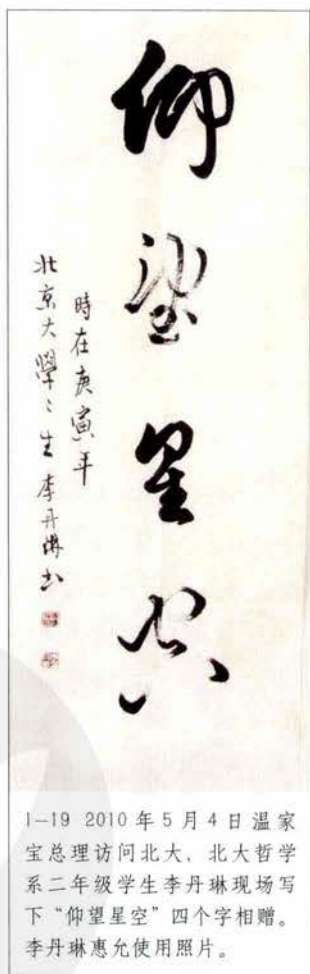 仰望星空
時在庚寅年
北京大學〻生李丹琳书
1-19 2010年5月4日温家
宝总理访问北大，北大哲学
系二年级学生李丹琳现场写
下“仰望星空”四个字相赠。
李丹琳惠允使用照片。